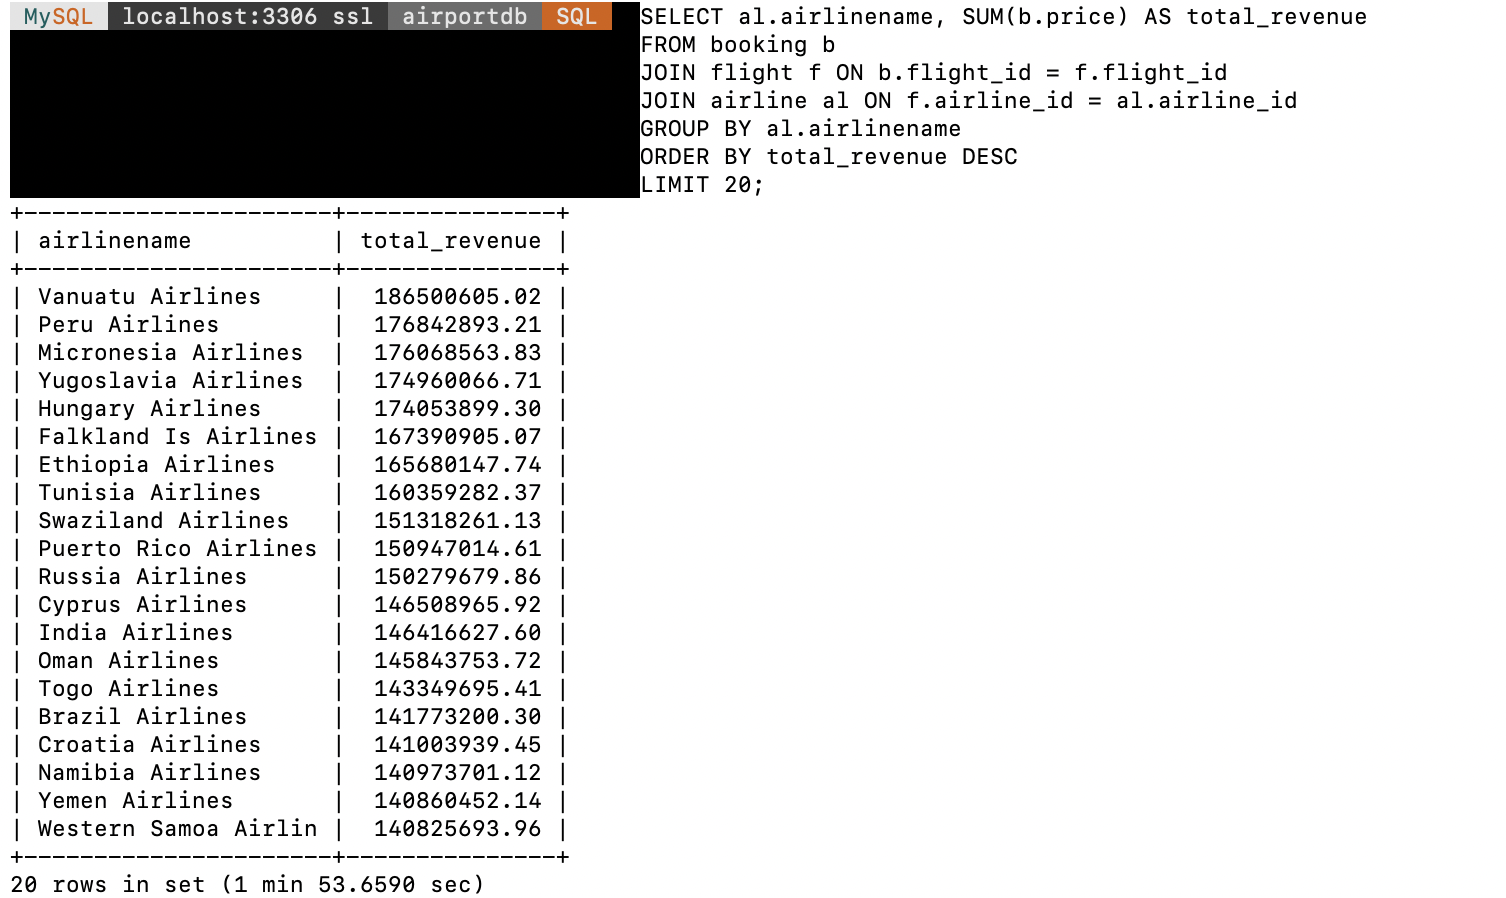 MySQL localhost:3306 ssl airportdb SQL SELECT al.airlinename, SUM(b.price) AS total_revenue
FROM booking b
JOIN flight f ON b.flight_id = f.flight_id
JOIN airline al ON f.airline_id = al.airline_id
GROUP BY al.airlinename
ORDER BY total_revenue DESC
LIMIT 20;
+----------------------+---------------+
| airlinename          | total_revenue |
+----------------------+---------------+
| Vanuatu Airlines     |  186500605.02 |
| Peru Airlines        |  176842893.21 |
| Micronesia Airlines  |  176068563.83 |
| Yugoslavia Airlines  |  174960066.71 |
| Hungary Airlines     |  174053899.30 |
| Falkland Is Airlines |  167390905.07 |
| Ethiopia Airlines    |  165680147.74 |
| Tunisia Airlines     |  160359282.37 |
| Swaziland Airlines   |  151318261.13 |
| Puerto Rico Airlines |  150947014.61 |
| Russia Airlines      |  150279679.86 |
| Cyprus Airlines      |  146508965.92 |
| India Airlines       |  146416627.60 |
| Oman Airlines        |  145843753.72 |
| Togo Airlines        |  143349695.41 |
| Brazil Airlines      |  141773200.30 |
| Croatia Airlines     |  141003939.45 |
| Namibia Airlines     |  140973701.12 |
| Yemen Airlines       |  140860452.14 |
| Western Samoa Airlin |  140825693.96 |
+----------------------+---------------+
20 rows in set (1 min 53.6590 sec)